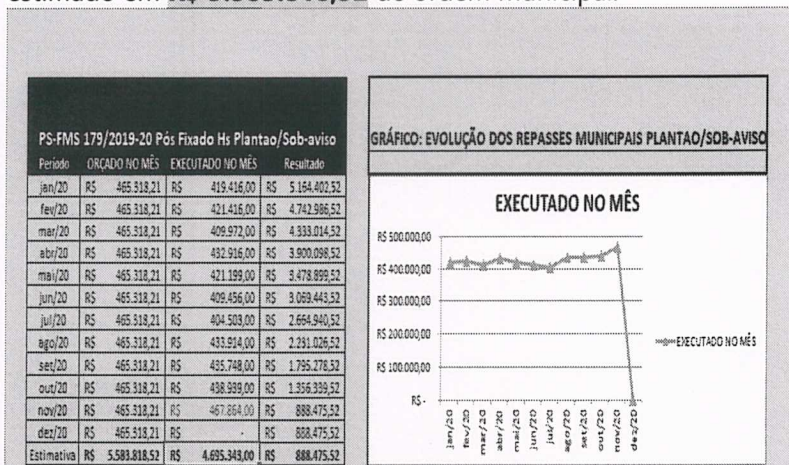 PS-FMS 179/2019-20 Pós Fixado Hs Plantao/Sob-aviso
Período ORÇADO NO MÊS EXECUTADO NO MÊS Resultado
jan/20 R$ 465.318,21 R$ 419.416,00 R$ 5.164.402,52
fev/20 R$ 465.318,21 R$ 421.416,00 R$ 4.742.986,52
mar/20 R$ 465.318,21 R$ 409.972,00 R$ 4.333.014,52
abr/20 R$ 465.318,21 R$ 432.916,00 R$ 3.900.098,52
mai/20 R$ 465.318,21 R$ 421.199,00 R$ 3.478.899,52
jun/20 R$ 465.318,21 R$ 409.456,00 R$ 3.069.443,52
jul/20 R$ 465.318,21 R$ 404.503,00 R$ 2.664.940,52
ago/20 R$ 465.318,21 R$ 433.914,00 R$ 2.231.026,52
set/20 R$ 465.318,21 R$ 435.748,00 R$ 1.795.278,52
out/20 R$ 465.318,21 R$ 438.939,00 R$ 1.356.339,52
nov/20 R$ 465.318,21 R$ 467.864,00 R$ 888.475,52
dez/20 R$ 465.318,21 R$ - R$ 888.475,52
Estimativa R$ 5.583.818,52 R$ 4.695.343,00 R$ 888.475,52
GRÁFICO: EVOLUÇÃO DOS REPASSES MUNICIPAIS PLANTAO/SOB-AVISO
EXECUTADO NO MÊS
R$ 500.000,00
R$ 400.000,00
R$ 300.000,00
R$ 200.000,00
R$ 100.000,00
R$ -
EXECUTADO NO MÊS
jan/20
fev/20
mar/20
abr/20
mai/20
jun/20
jul/20
ago/20
set/20
out/20
nov/20
dez/20